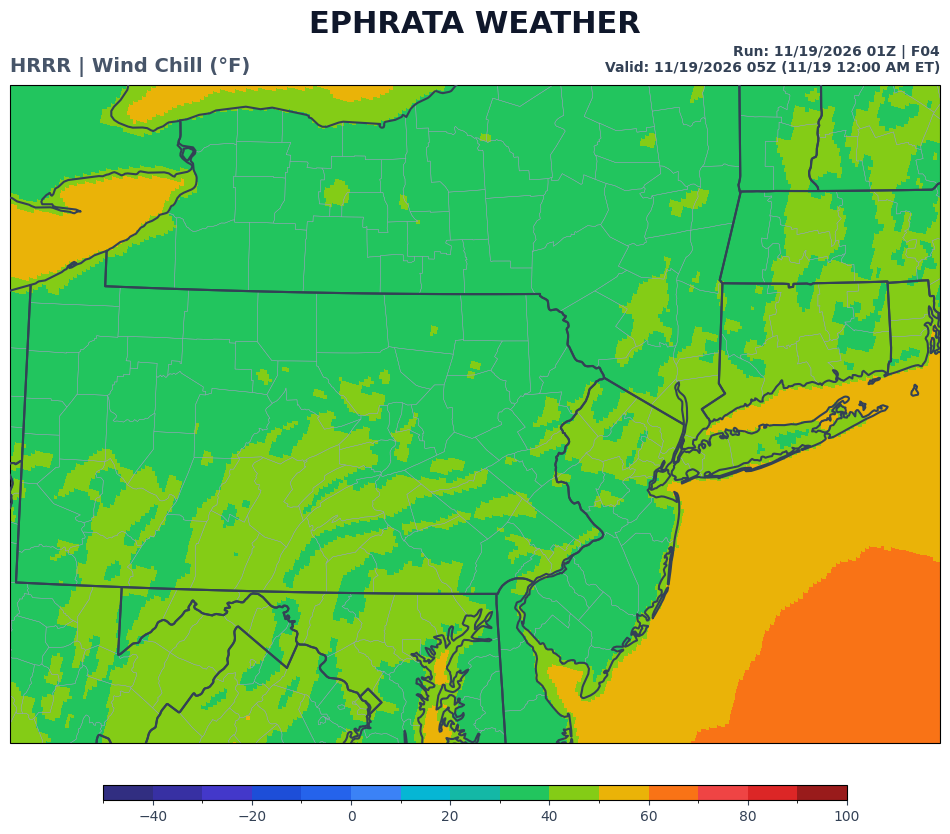 EPHRATA WEATHER
HRRR | Wind Chill (°F)
Run: 11/19/2026 01Z | F04
Valid: 11/19/2026 05Z (11/19 12:00 AM ET)
−40 −20 0 20 40 60 80 100